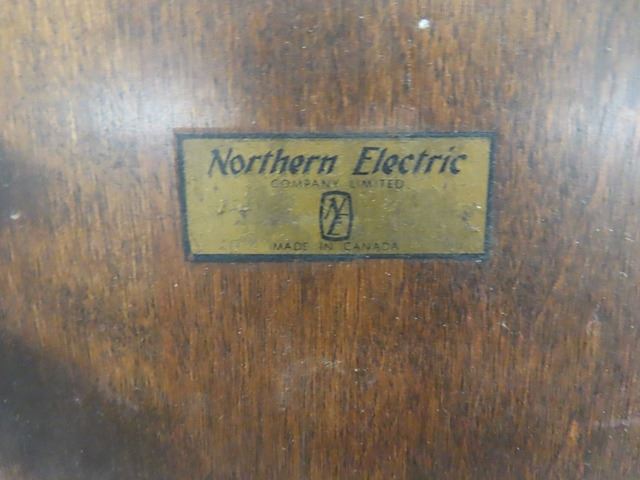 Northern Electric
COMPANY LIMITED
NE
MADE IN CANADA